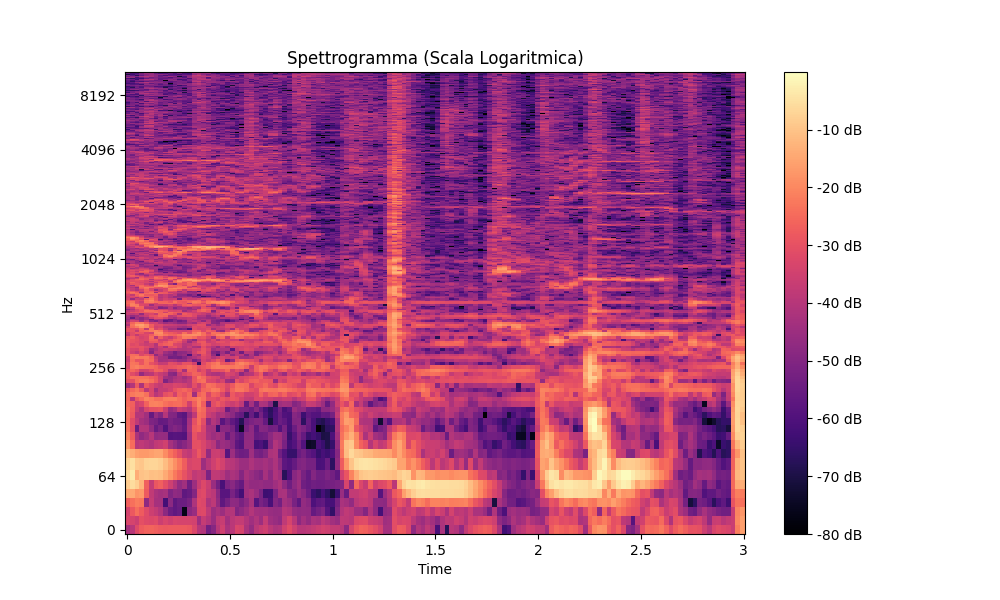 Spettrogramma (Scala Logaritmica)
Hz
8192
4096
2048
1024
512
256
128
64
0
0 0.5 1 1.5 2 2.5 3
Time
-10 dB
-20 dB
-30 dB
-40 dB
-50 dB
-60 dB
-70 dB
-80 dB